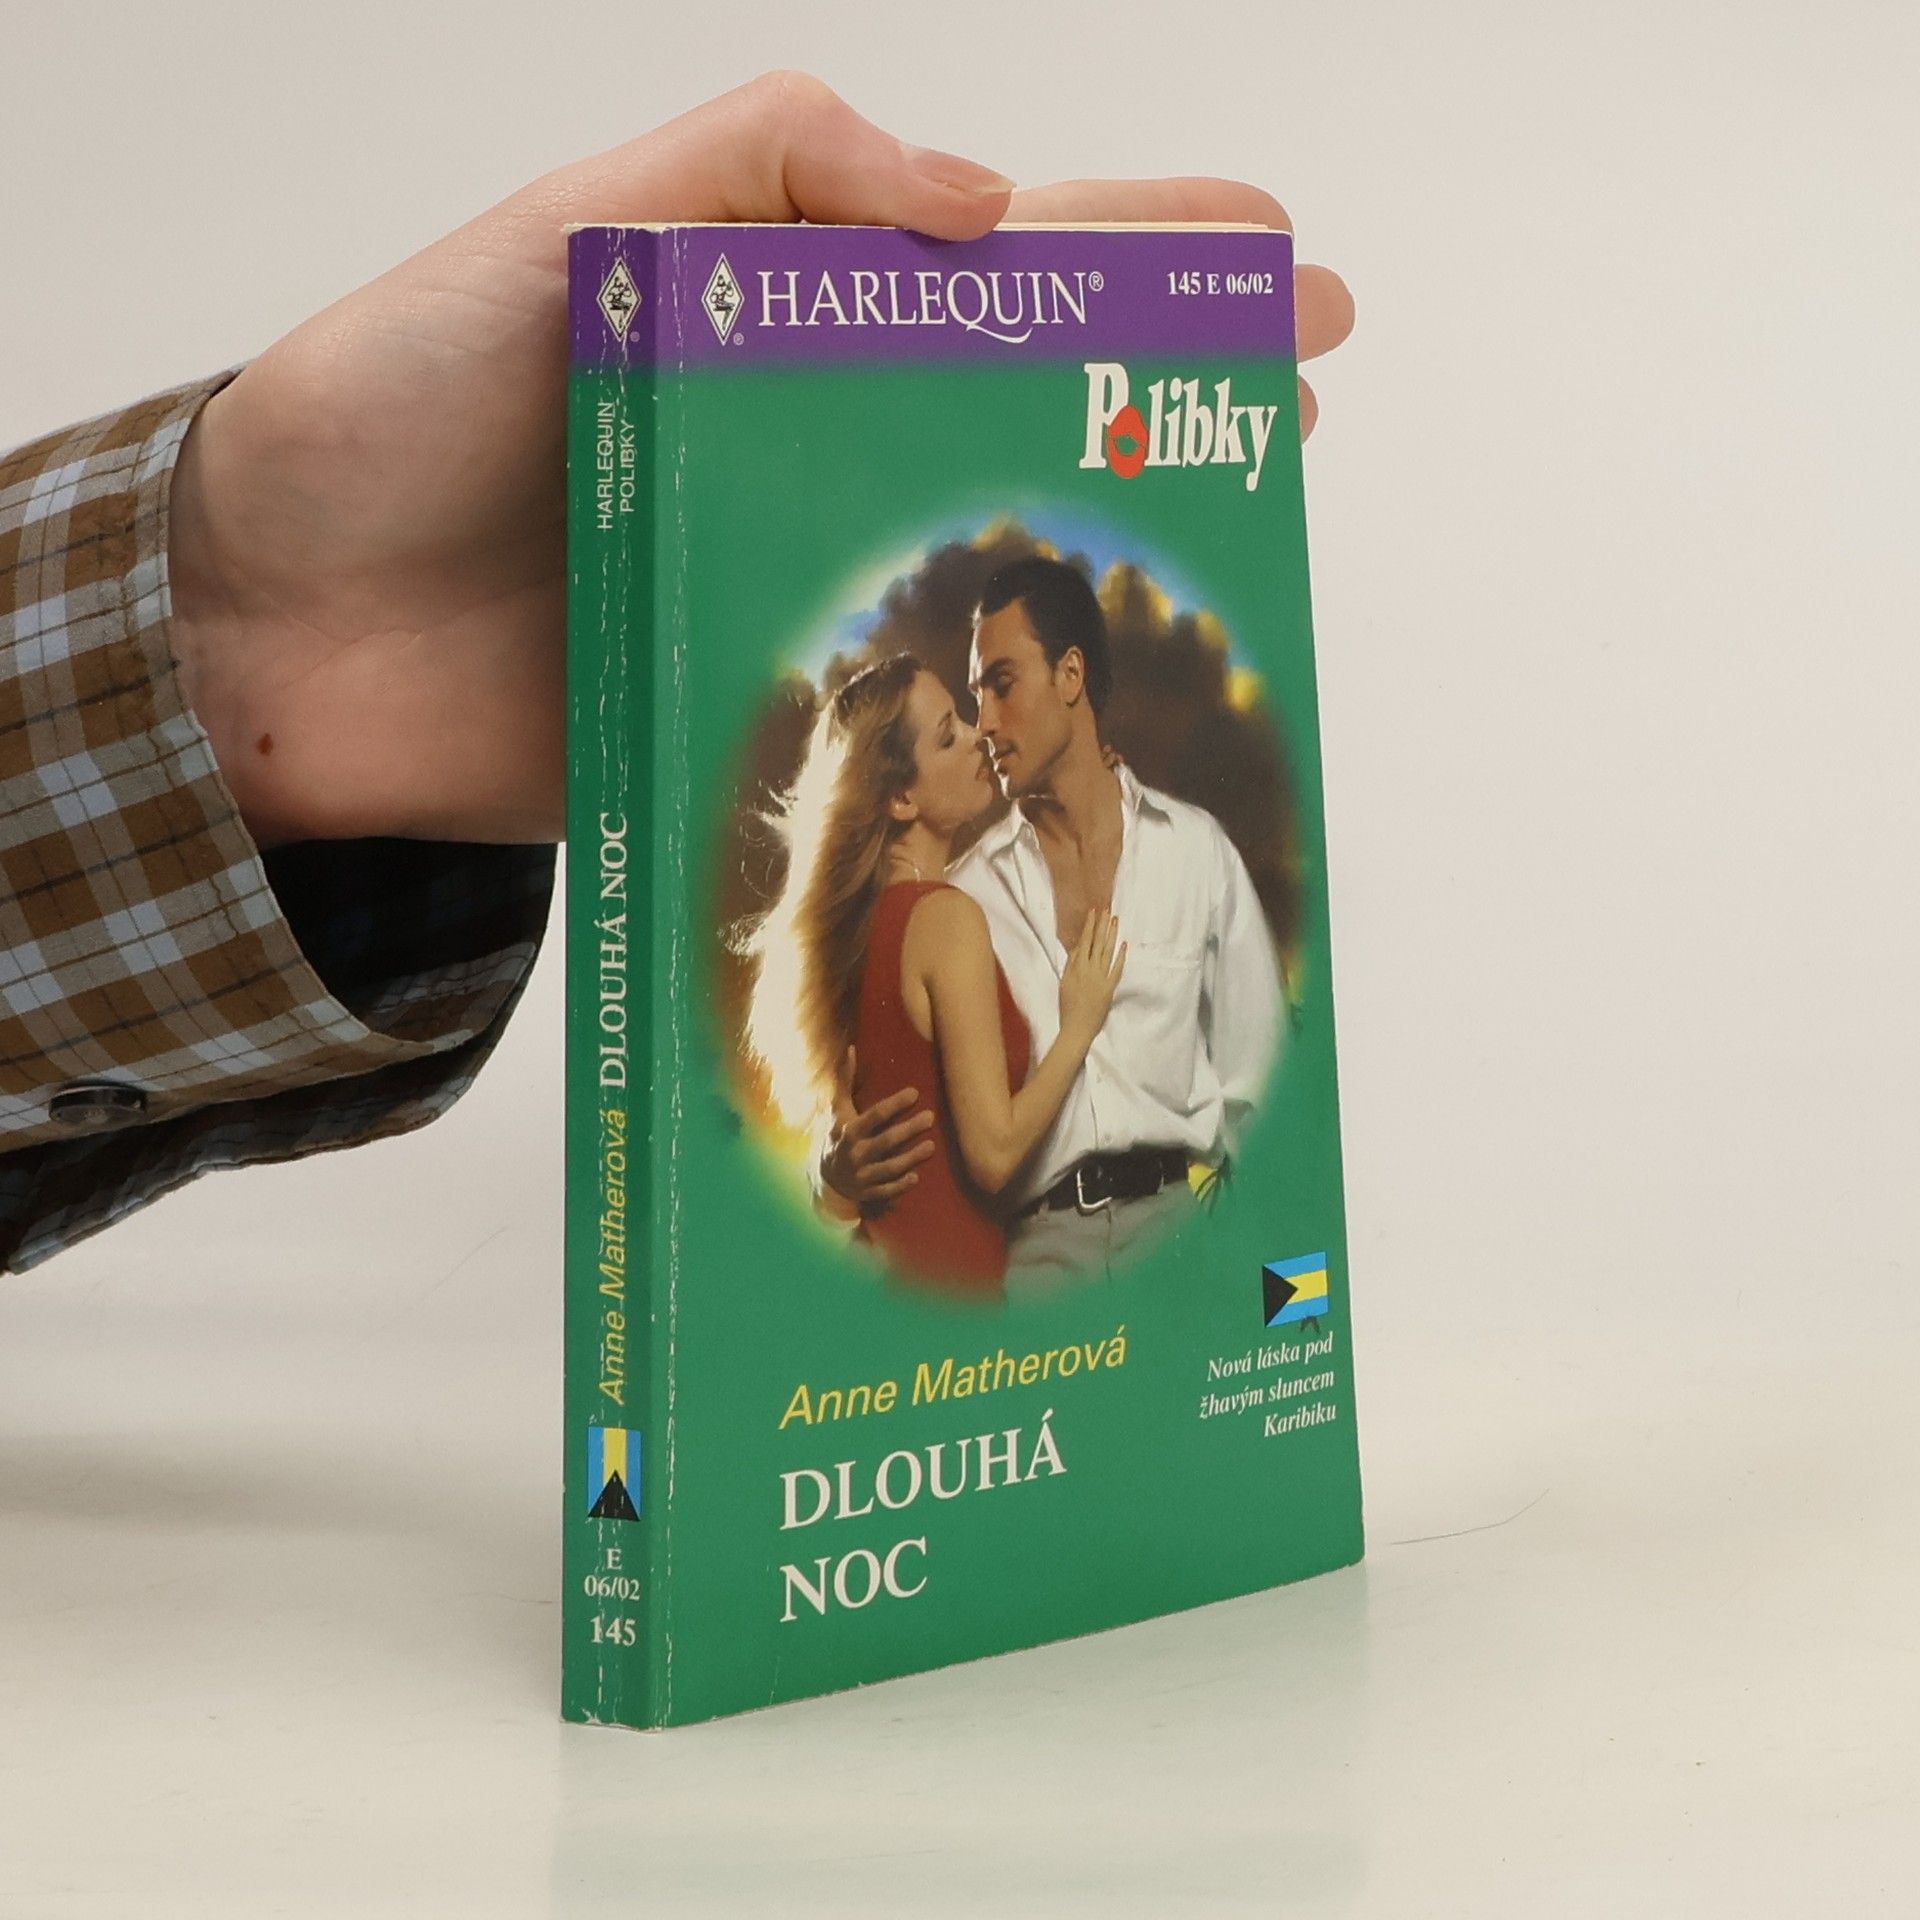 HARLEQUIN®
145 E 06/02
Polibky
Anne Matherová
DLOUHÁ
NOC
Nová láska pod
žhavým sluncem
Karibiku
HARLEQUIN
POLIBKY
Anne Matherová DLOUHÁ NOC
E
06/02
145